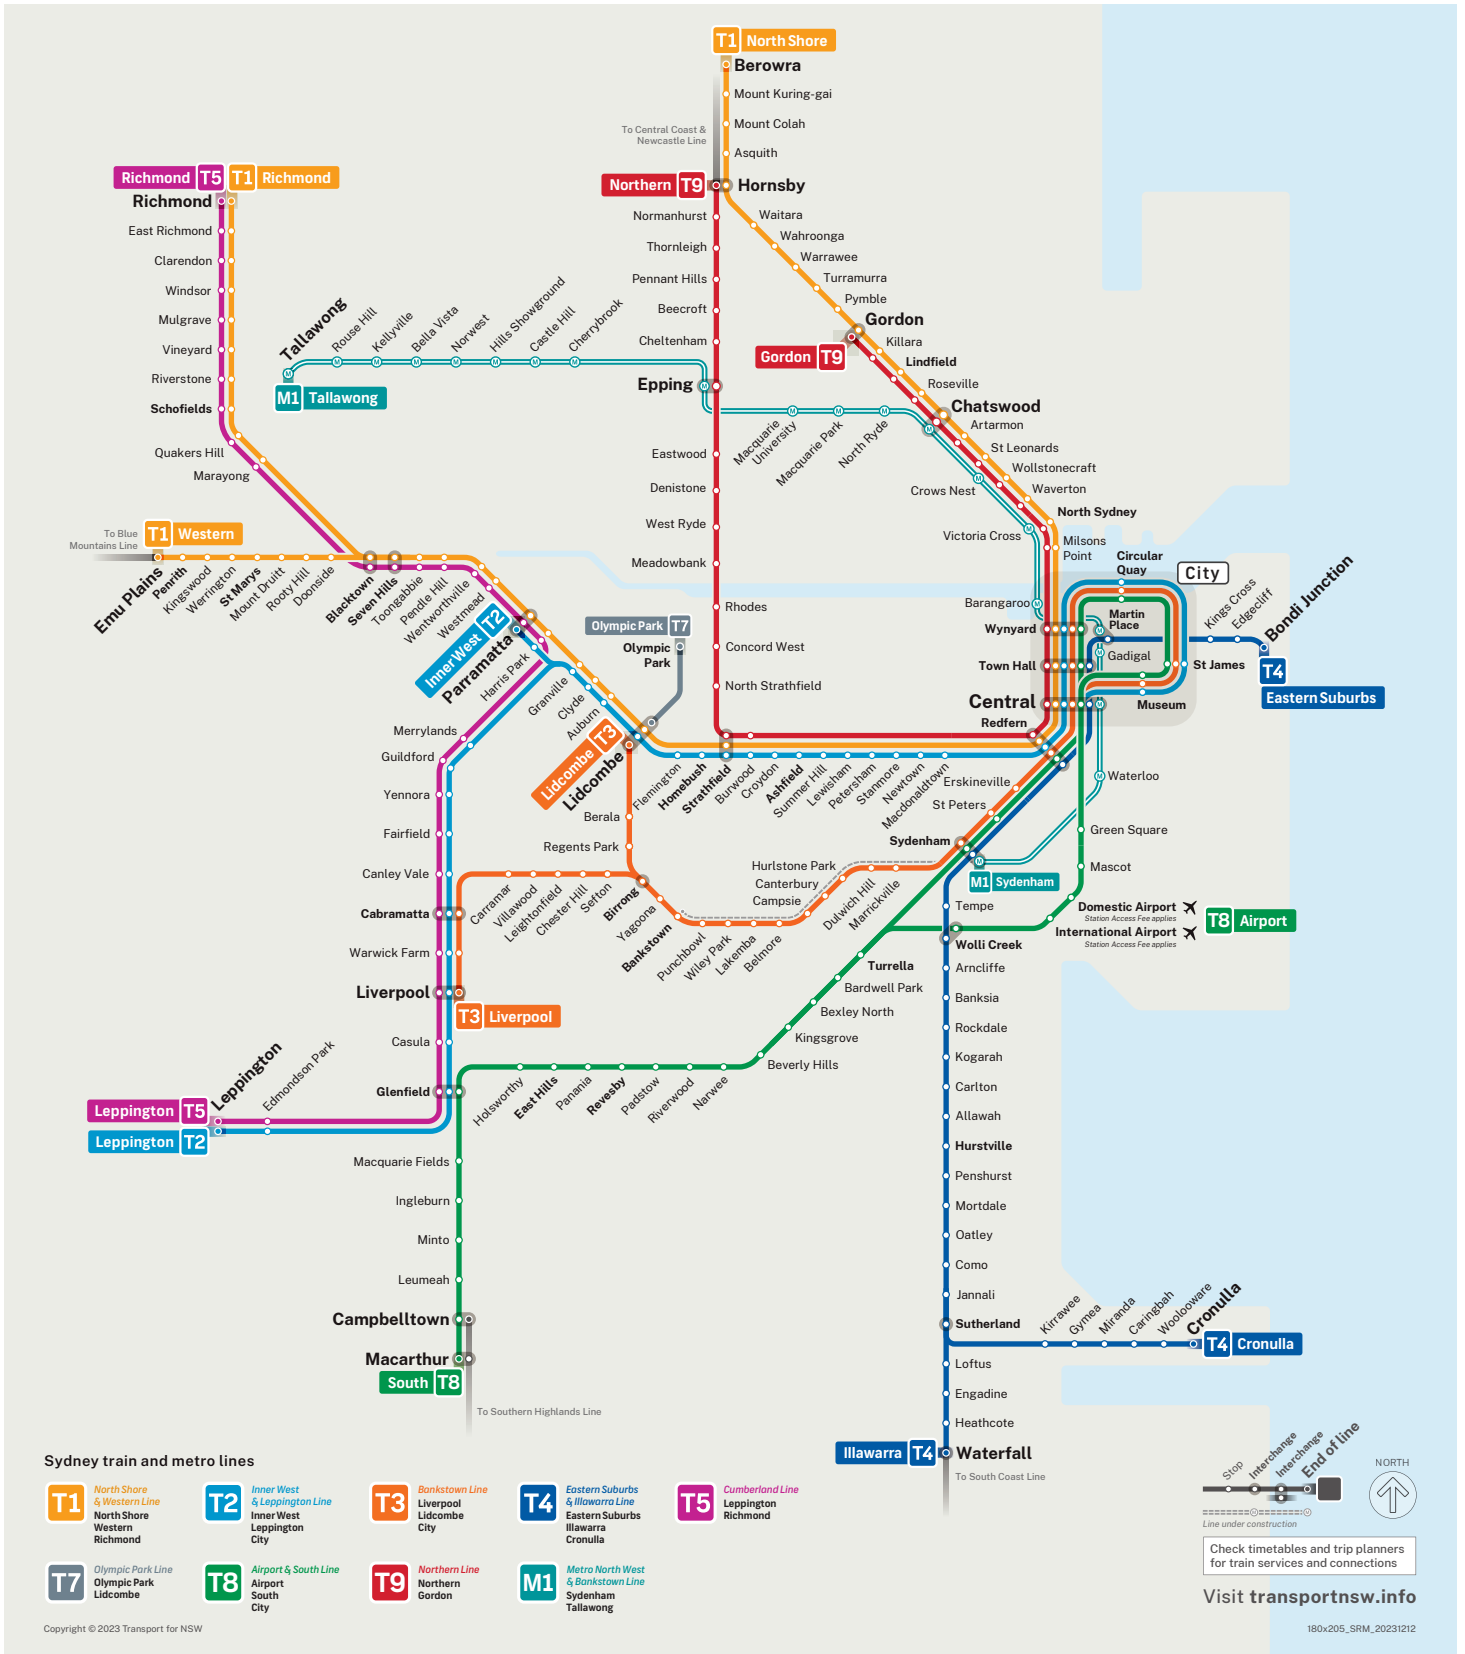 T1 North Shore
Berowra
Mount Kuring-gai
Mount Colah
Asquith
To Central Coast &
Newcastle Line
Northern T9
Hornsby
Normanhurst
Thornleigh
Pennant Hills
Beecroft
Cheltenham
Epping
Eastwood
Denistone
West Ryde
Meadowbank
Rhodes
Concord West
North Strathfield
Waitara
Wahroonga
Warrawee
Turramurra
Pymble
Gordon
Gordon T9
Killara
Lindfield
Roseville
Chatswood
Artarmon
St Leonards
Wollstonecraft
Waverton
North Sydney
Milsons
Point
Richmond T5
T1 Richmond
Richmond
East Richmond
Clarendon
Windsor
Mulgrave
Vineyard
Riverstone
Schofields
Quakers Hill
Marayong
Tallawong
M1 Tallawong
Rouse Hill
Kellyville
Bella Vista
Norwest
Hills Showground
Castle Hill
Cherrybrook
Macquarie
University
Macquarie Park
North Ryde
Crows Nest
Victoria Cross
Barangaroo
T1 Western
To Blue
Mountains Line
Emu Plains
Penrith
Kingswood
Werrington
St Marys
Mount Druitt
Rooty Hill
Doonside
Blacktown
Seven Hills
Toongabbie
Pendle Hill
Wentworthville
Westmead
Inner West T2
Parramatta
Harris Park
Granville
Clyde
Auburn
Lidcombe T3
Lidcombe
Olympic Park T7
Olympic
Park
Flemington
Homebush
Strathfield
Burwood
Croydon
Ashfield
Summer Hill
Lewisham
Petersham
Stanmore
Newtown
Macdonaldtown
Redfern
Central
Town Hall
Wynyard
Circular
Quay
City
Martin
Place
Gadigal
St James
Museum
Kings Cross
Edgecliff
Bondi Junction
T4
Eastern Suburbs
Merrylands
Guildford
Yennora
Fairfield
Canley Vale
Cabramatta
Warwick Farm
Liverpool
T3 Liverpool
Casula
Glenfield
Leppington
Edmondson Park
Leppington T5
Leppington T2
Berala
Regents Park
Carramar
Villawood
Leightonfield
Chester Hill
Sefton
Birrong
Yagoona
Bankstown
Punchbowl
Wiley Park
Lakemba
Belmore
Campsie
Canterbury
Hurlstone Park
Dulwich Hill
Marrickville
Sydenham
St Peters
Erskineville
M1 Sydenham
Waterloo
Green Square
Mascot
Domestic Airport
Station Access Fee applies
International Airport
Station Access Fee applies
T8 Airport
Tempe
Wolli Creek
Turrella
Bardwell Park
Bexley North
Kingsgrove
Beverly Hills
Narwee
Riverwood
Padstow
Revesby
Panania
East Hills
Holsworthy
Macquarie Fields
Ingleburn
Minto
Leumeah
Campbelltown
Macarthur
South T8
To Southern Highlands Line
Arncliffe
Banksia
Rockdale
Kogarah
Carlton
Allawah
Hurstville
Penshurst
Mortdale
Oatley
Como
Jannali
Sutherland
Kirrawee
Gymea
Miranda
Caringbah
Woolooware
Cronulla
T4 Cronulla
Loftus
Engadine
Heathcote
Illawarra T4
Waterfall
To South Coast Line
Sydney train and metro lines
T1
North Shore
& Western Line
North Shore
Western
Richmond
T2
Inner West
& Leppington Line
Inner West
Leppington
City
T3
Bankstown Line
Liverpool
Lidcombe
City
T4
Eastern Suburbs
& Illawarra Line
Eastern Suburbs
Illawarra
Cronulla
T5
Cumberland Line
Leppington
Richmond
T7
Olympic Park Line
Olympic Park
Lidcombe
T8
Airport & South Line
Airport
South
City
T9
Northern Line
Northern
Gordon
M1
Metro North West
& Bankstown Line
Sydenham
Tallawong
Stop
Interchange
Interchange
End of line
Line under construction
NORTH
Check timetables and trip planners
for train services and connections
Visit transportnsw.info
Copyright © 2023 Transport for NSW
180x205_SRM_20231212